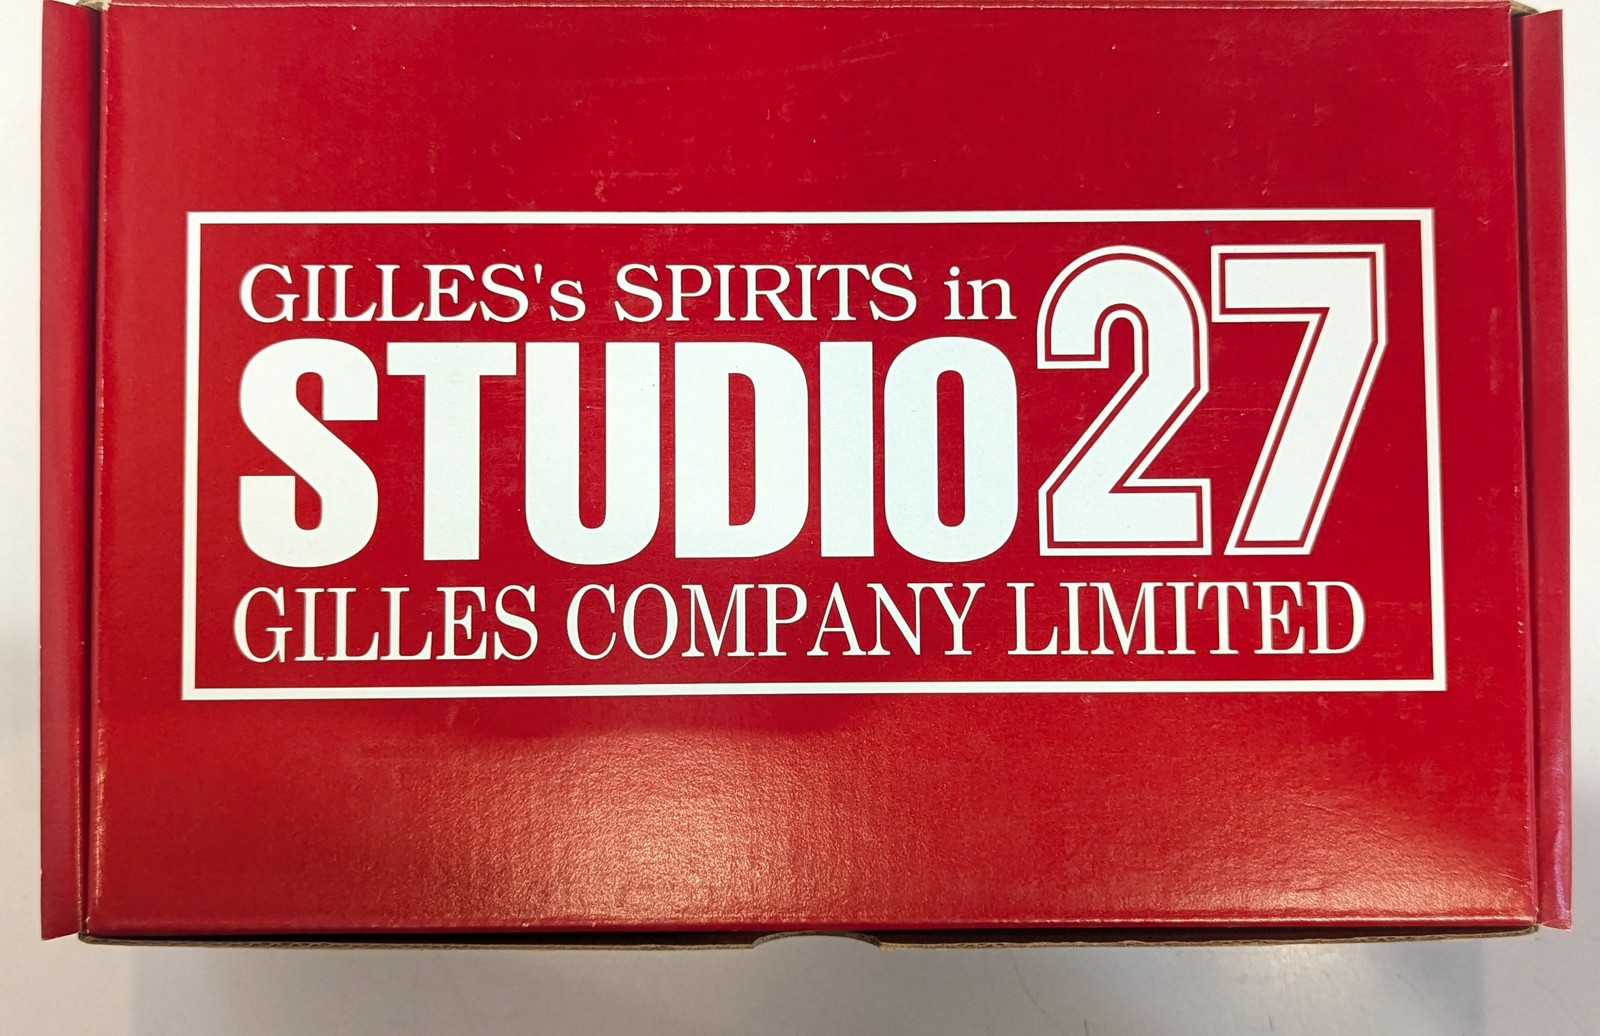 GILLES's SPIRITS in
STUDIO27
GILLES COMPANY LIMITED